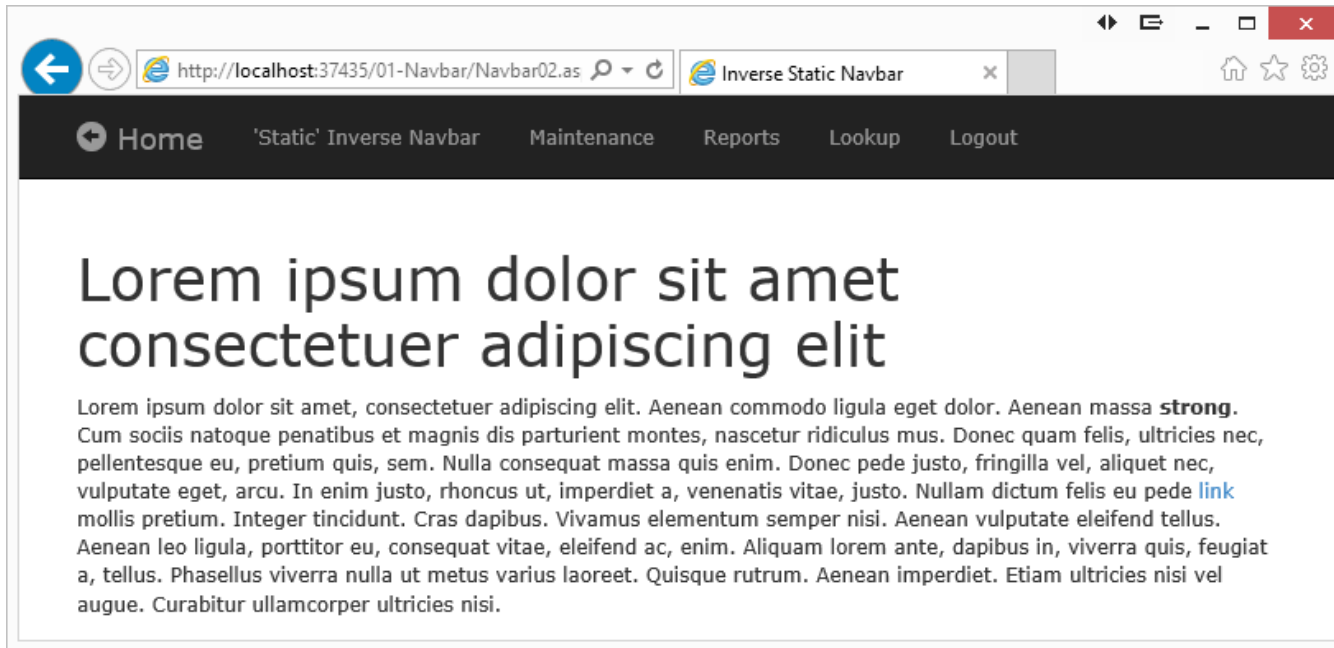 http://localhost:37435/01-Navbar/Navbar02.as
Inverse Static Navbar
Home 'Static' Inverse Navbar Maintenance Reports Lookup Logout
Lorem ipsum dolor sit amet
consectetuer adipiscing elit
Lorem ipsum dolor sit amet, consectetuer adipiscing elit. Aenean commodo ligula eget dolor. Aenean massa strong.
Cum sociis natoque penatibus et magnis dis parturient montes, nascetur ridiculus mus. Donec quam felis, ultricies nec,
pellentesque eu, pretium quis, sem. Nulla consequat massa quis enim. Donec pede justo, fringilla vel, aliquet nec,
vulputate eget, arcu. In enim justo, rhoncus ut, imperdiet a, venenatis vitae, justo. Nullam dictum felis eu pede link
mollis pretium. Integer tincidunt. Cras dapibus. Vivamus elementum semper nisi. Aenean vulputate eleifend tellus.
Aenean leo ligula, porttitor eu, consequat vitae, eleifend ac, enim. Aliquam lorem ante, dapibus in, viverra quis, feugiat
a, tellus. Phasellus viverra nulla ut metus varius laoreet. Quisque rutrum. Aenean imperdiet. Etiam ultricies nisi vel
augue. Curabitur ullamcorper ultricies nisi.